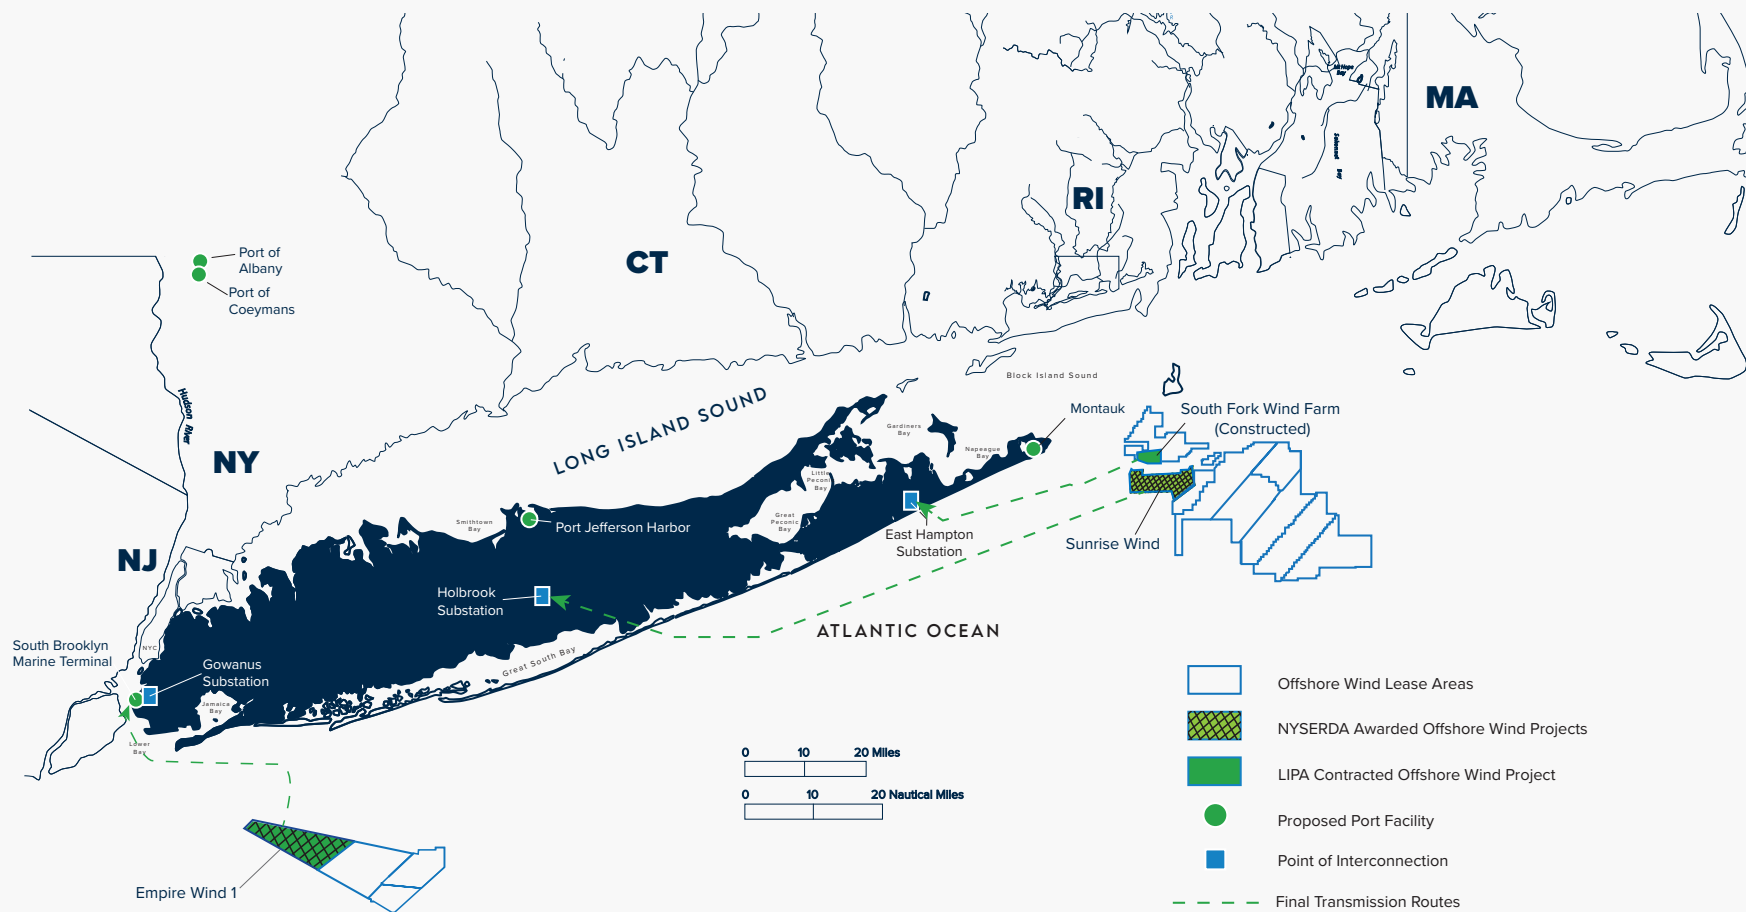 MA
Mt Hope
Bay
Sakonnet Bay
RI
CT
Port of
Albany
Port of
Coeymans
Hudson River
NY
NJ
LONG ISLAND SOUND
Block Island Sound
Montauk
South Fork Wind Farm
(Constructed)
Gardiners
Bay
Napeague
Bay
Little
Peconic
Bay
Great
Peconic
Bay
Smithtown
Bay
Port Jefferson Harbor
East Hampton
Substation
Sunrise Wind
Holbrook
Substation
ATLANTIC OCEAN
Great South Bay
NYC
South Brooklyn
Marine Terminal
Gowanus
Substation
Jamaica
Bay
Lower
Bay
Empire Wind 1
0 10 20 Miles
0 10 20 Nautical Miles
Offshore Wind Lease Areas
NYSERDA Awarded Offshore Wind Projects
LIPA Contracted Offshore Wind Project
Proposed Port Facility
Point of Interconnection
Final Transmission Routes